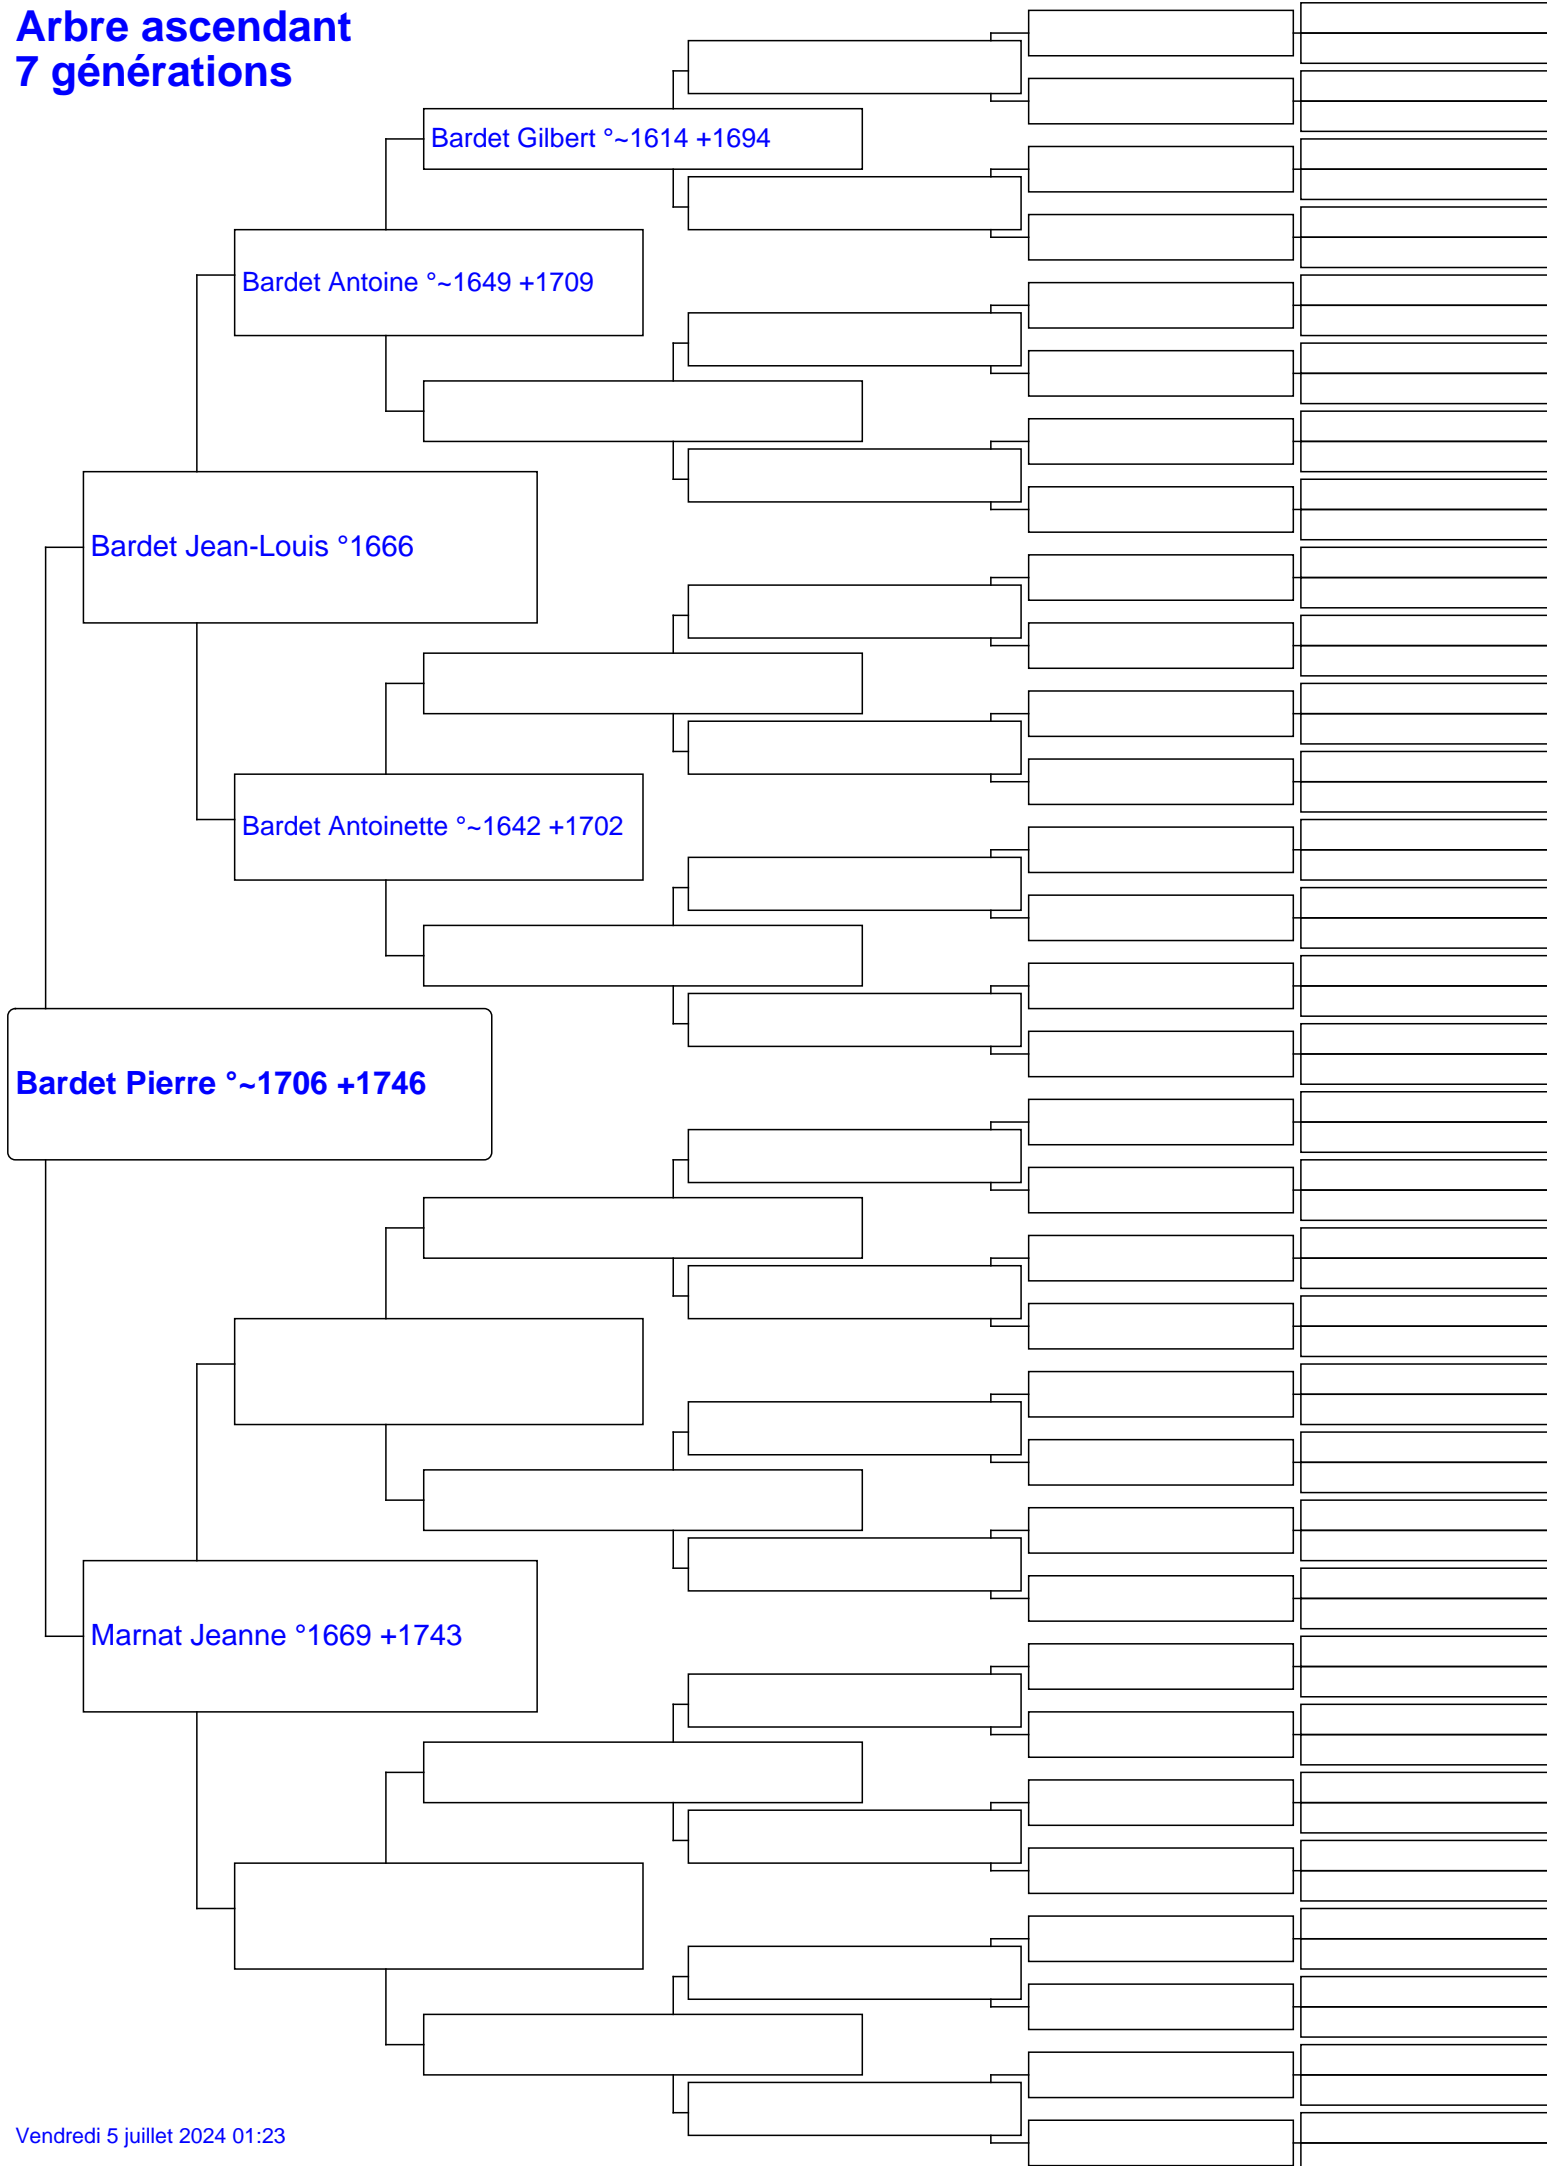 Arbre ascendant
7 générations
Bardet Gilbert °~1614 +1694
Bardet Antoine °~1649 +1709
Bardet Jean-Louis °1666
Bardet Antoinette °~1642 +1702
Bardet Pierre °~1706 +1746
Marnat Jeanne °1669 +1743
Vendredi 5 juillet 2024 01:23